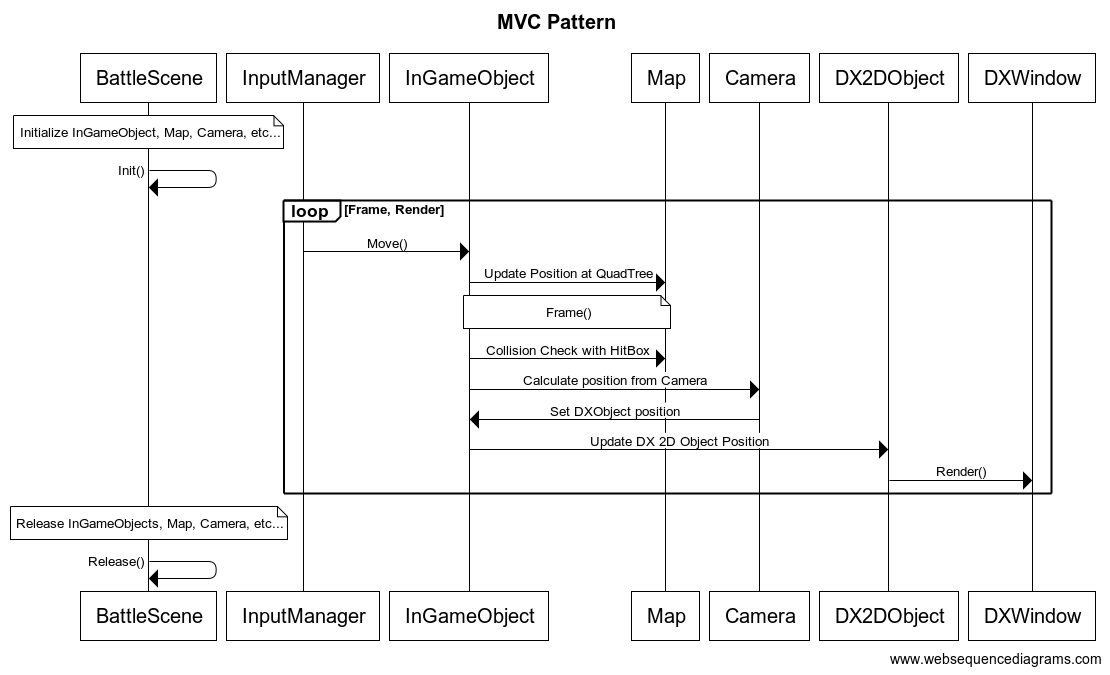 MVC Pattern
BattleScene
InputManager
InGameObject
Map
Camera
DX2DObject
DXWindow
Initialize InGameObject, Map, Camera, etc...
Init()
loop [Frame, Render]
Move()
Update Position at QuadTree
Frame()
Collision Check with HitBox
Calculate position from Camera
Set DXObject position
Update DX 2D Object Position
Render()
Release InGameObjects, Map, Camera, etc...
Release()
BattleScene
InputManager
InGameObject
Map
Camera
DX2DObject
DXWindow
www.websequencediagrams.com